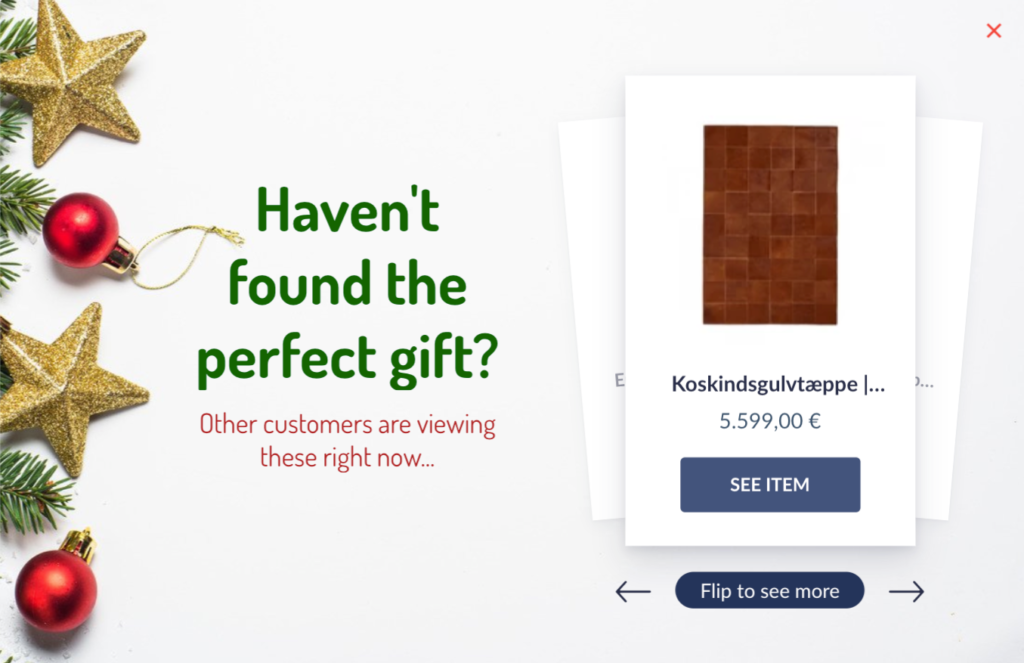 Haven't
found the
perfect gift?
Other customers are viewing
these right now...
Koskindsgulvtæppe |...
5.599,00 €
SEE ITEM
Flip to see more